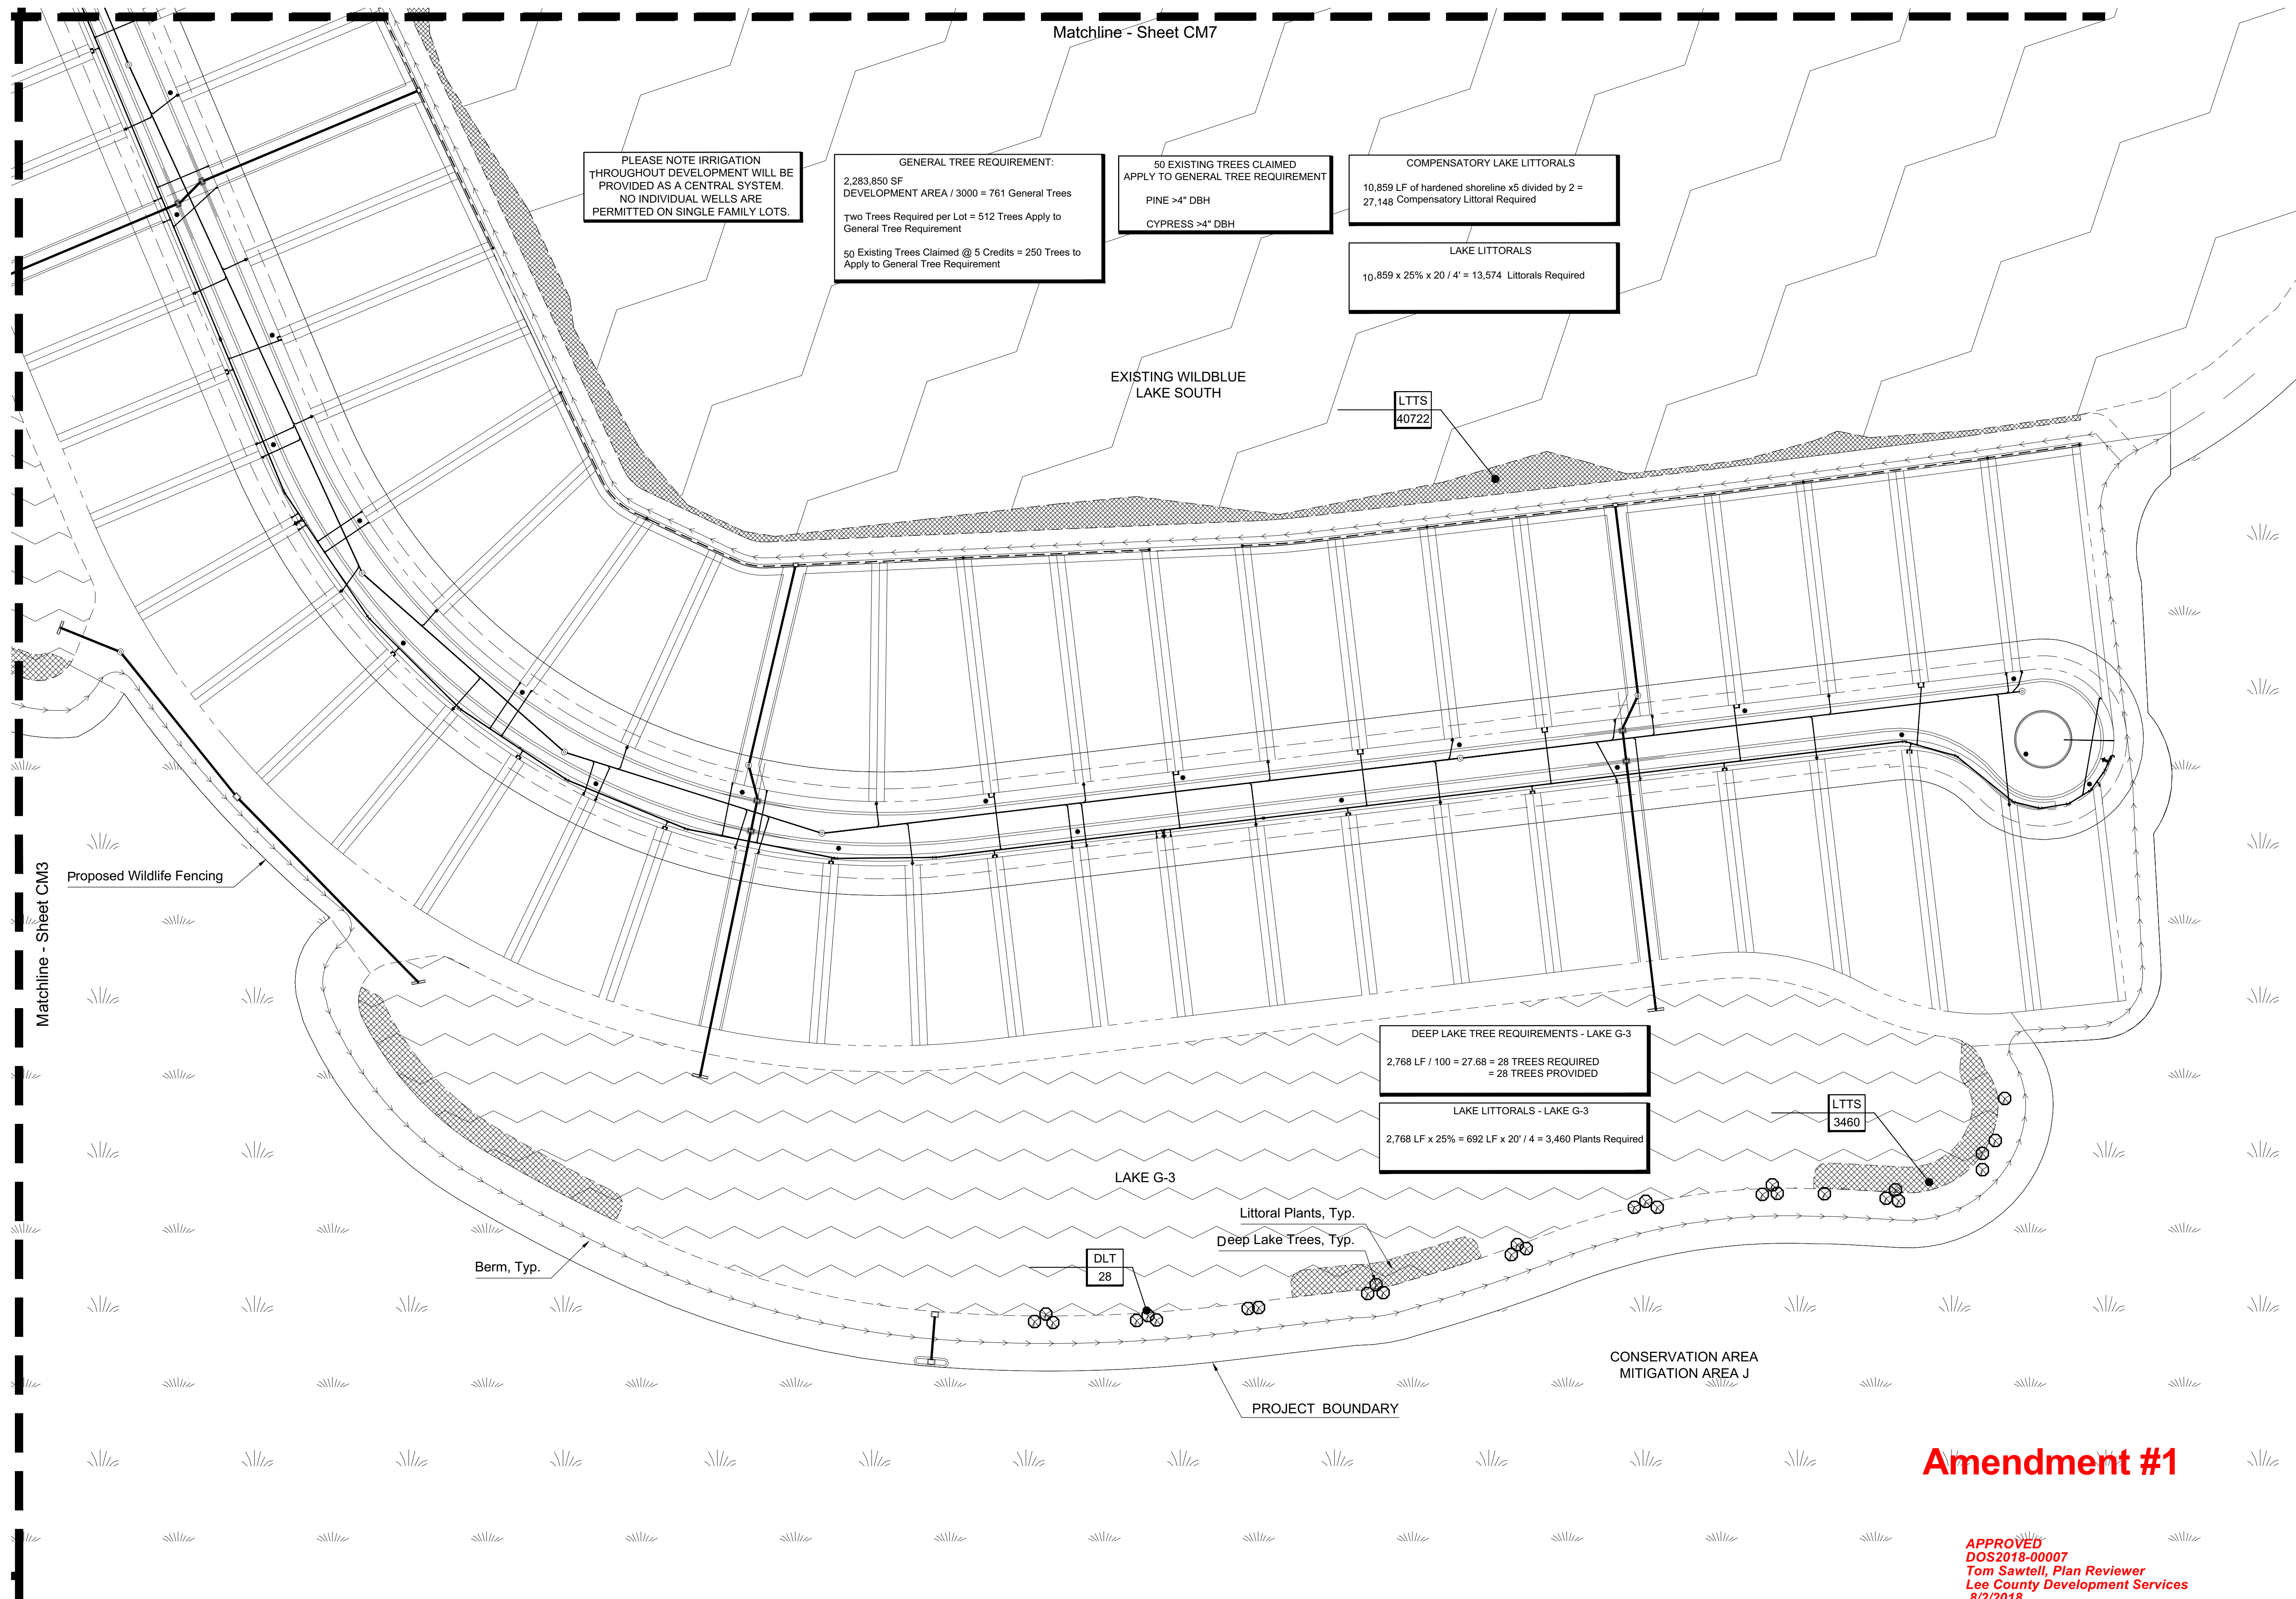 Matchline - Sheet CM7
PLEASE NOTE IRRIGATION
THROUGHOUT DEVELOPMENT WILL BE
PROVIDED AS A CENTRAL SYSTEM.
NO INDIVIDUAL WELLS ARE
PERMITTED ON SINGLE FAMILY LOTS.
GENERAL TREE REQUIREMENT:
2,283,850 SF
DEVELOPMENT AREA / 3000 = 761 General Trees
Two Trees Required per Lot = 512 Trees Apply to
General Tree Requirement
50 Existing Trees Claimed @ 5 Credits = 250 Trees to
Apply to General Tree Requirement
50 EXISTING TREES CLAIMED
APPLY TO GENERAL TREE REQUIREMENT
PINE >4" DBH
CYPRESS >4" DBH
COMPENSATORY LAKE LITTORALS
10,859 LF of hardened shoreline x5 divided by 2 =
27,148 Compensatory Littoral Required
LAKE LITTORALS
10,859 x 25% x 20 / 4' = 13,574 Littorals Required
EXISTING WILDBLUE
LAKE SOUTH
LTTS
40722
Proposed Wildlife Fencing
Matchline - Sheet CM3
DEEP LAKE TREE REQUIREMENTS - LAKE G-3
2,768 LF / 100 = 27.68 = 28 TREES REQUIRED
= 28 TREES PROVIDED
LAKE LITTORALS - LAKE G-3
2,768 LF x 25% = 692 LF x 20' / 4 = 3,460 Plants Required
LTTS
3460
LAKE G-3
Littoral Plants, Typ.
Deep Lake Trees, Typ.
Berm, Typ.
DLT
28
CONSERVATION AREA
MITIGATION AREA J
PROJECT BOUNDARY
Amendment #1
APPROVED
DOS2018-00007
Tom Sawtell, Plan Reviewer
Lee County Development Services
8/2/2018